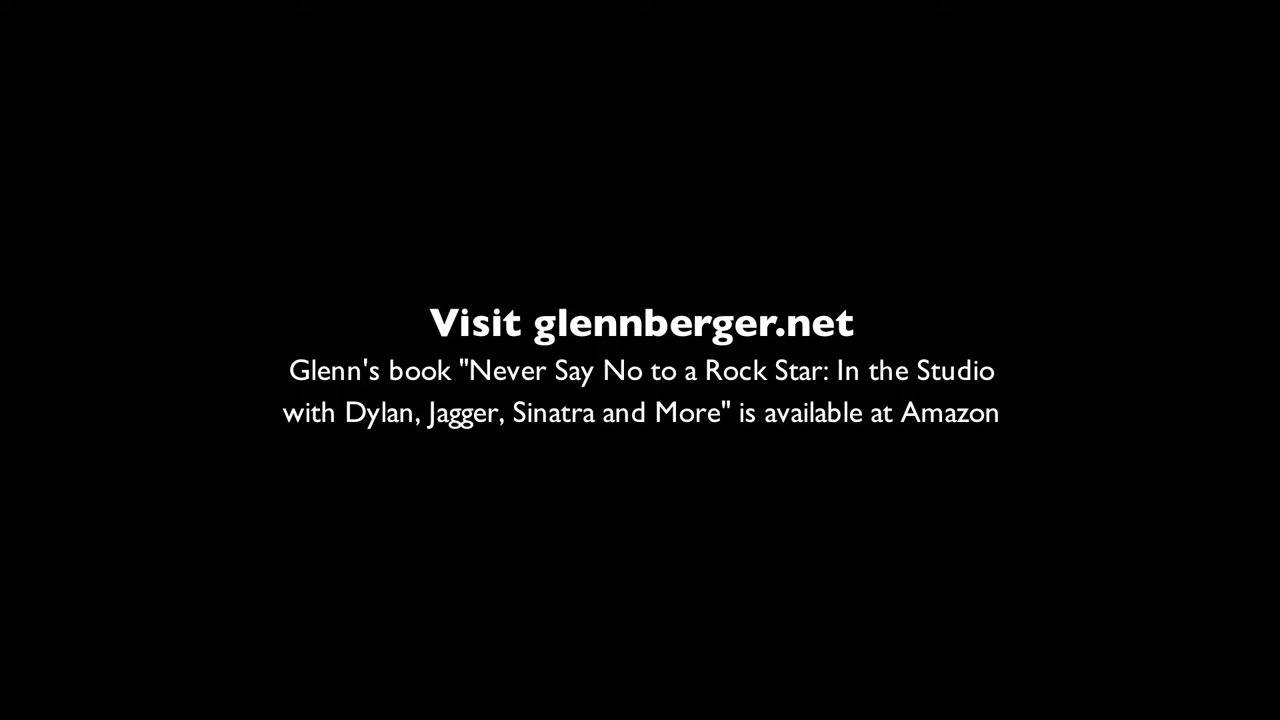 Visit glennberger.net
Glenn's book "Never Say No to a Rock Star: In the Studio
with Dylan, Jagger, Sinatra and More" is available at Amazon